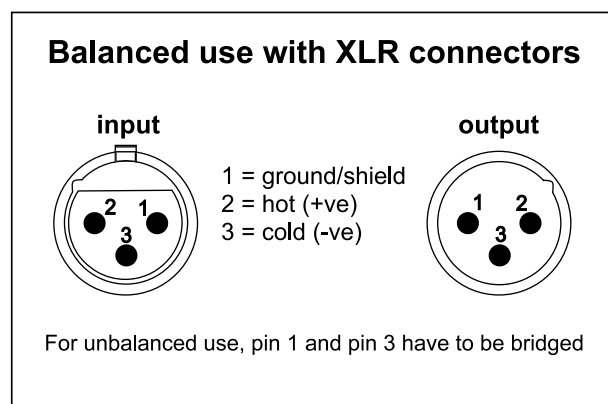 Balanced use with XLR connectors
input
output
2 1
3
1 = ground/shield
2 = hot (+ve)
3 = cold (-ve)
1 2
3
For unbalanced use, pin 1 and pin 3 have to be bridged